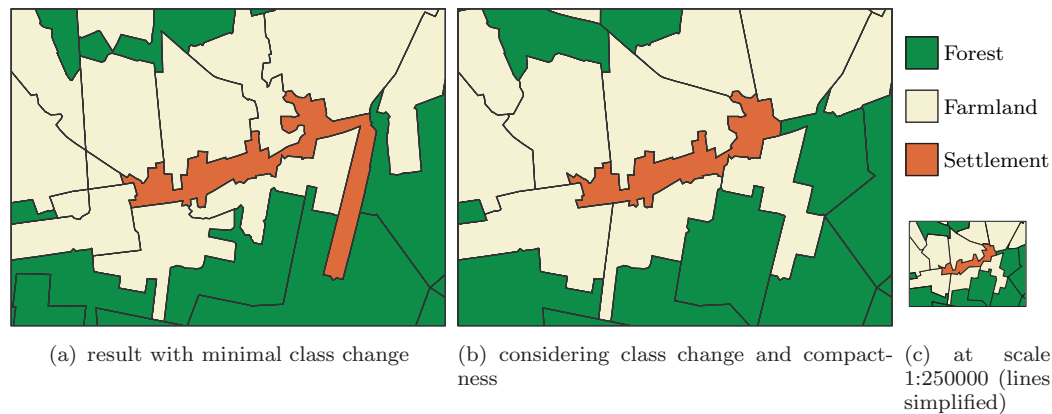 Forest
Farmland
Settlement
(a) result with minimal class change
(b) considering class change and compact-
ness
(c) at scale
1:250000 (lines
simplified)